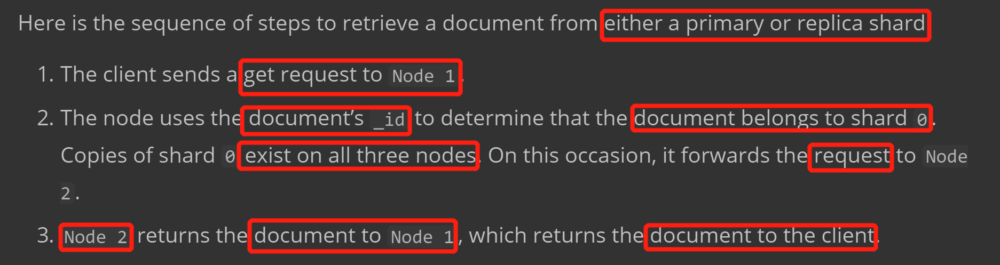 Here is the sequence of steps to retrieve a document from either a primary or replica shard
1. The client sends a get request to Node 1.
2. The node uses the document’s _id to determine that the document belongs to shard 0.
Copies of shard 0 exist on all three nodes. On this occasion, it forwards the request to Node
2.
3. Node 2 returns the document to Node 1, which returns the document to the client.